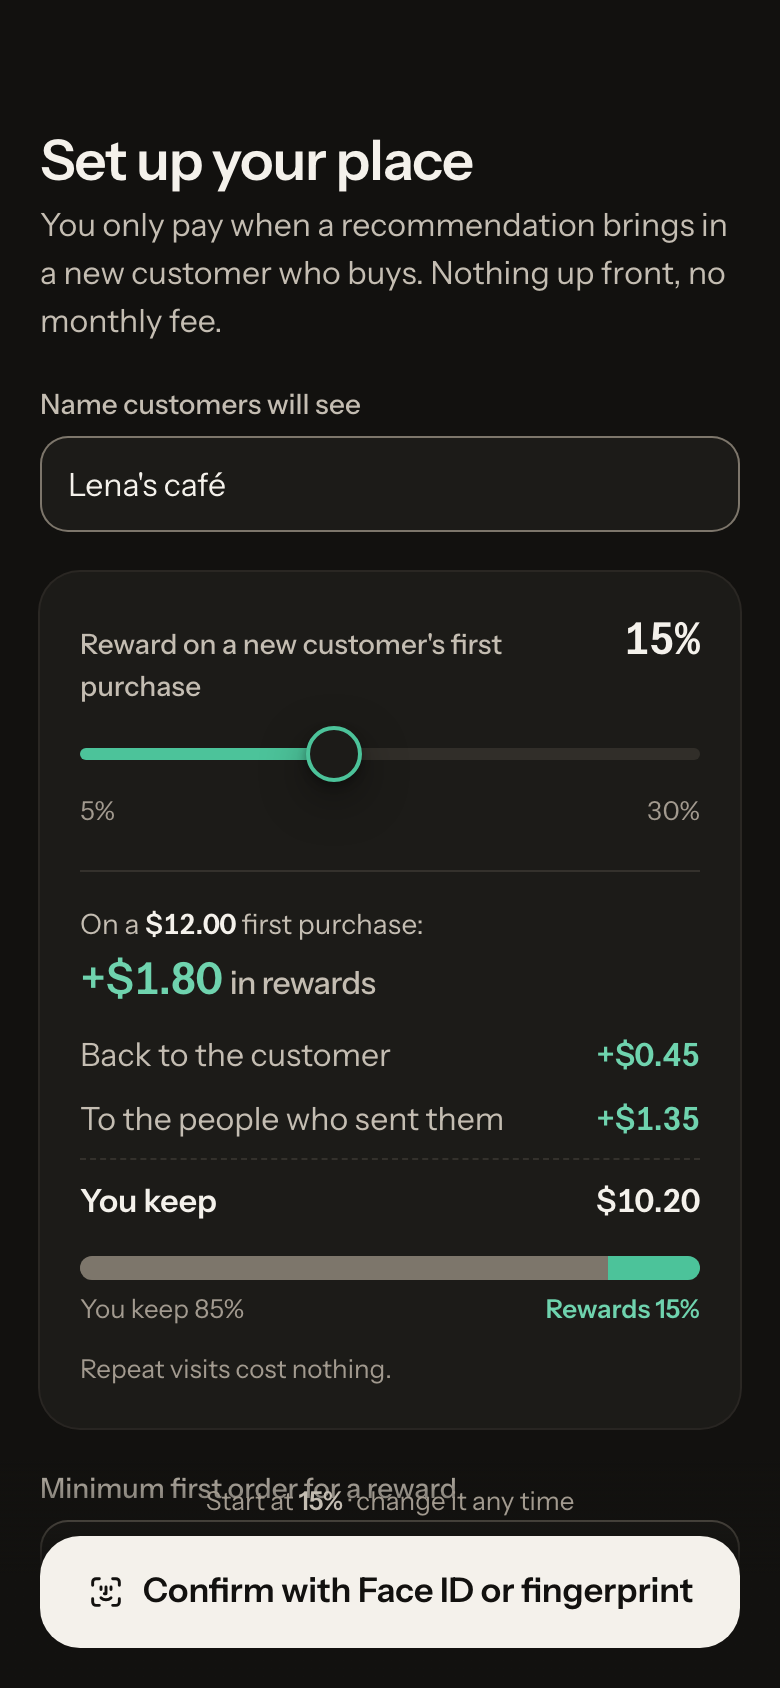 Set up your place
You only pay when a recommendation brings in
a new customer who buys. Nothing up front, no
monthly fee.
Name customers will see
Lena's café
Reward on a new customer's first
purchase
15%
5%
30%
On a $12.00 first purchase:
+$1.80 in rewards
Back to the customer
+$0.45
To the people who sent them
+$1.35
You keep
$10.20
You keep 85%
Rewards 15%
Repeat visits cost nothing.
Minimum first order for a reward
Start at 15% · change it any time
Confirm with Face ID or fingerprint